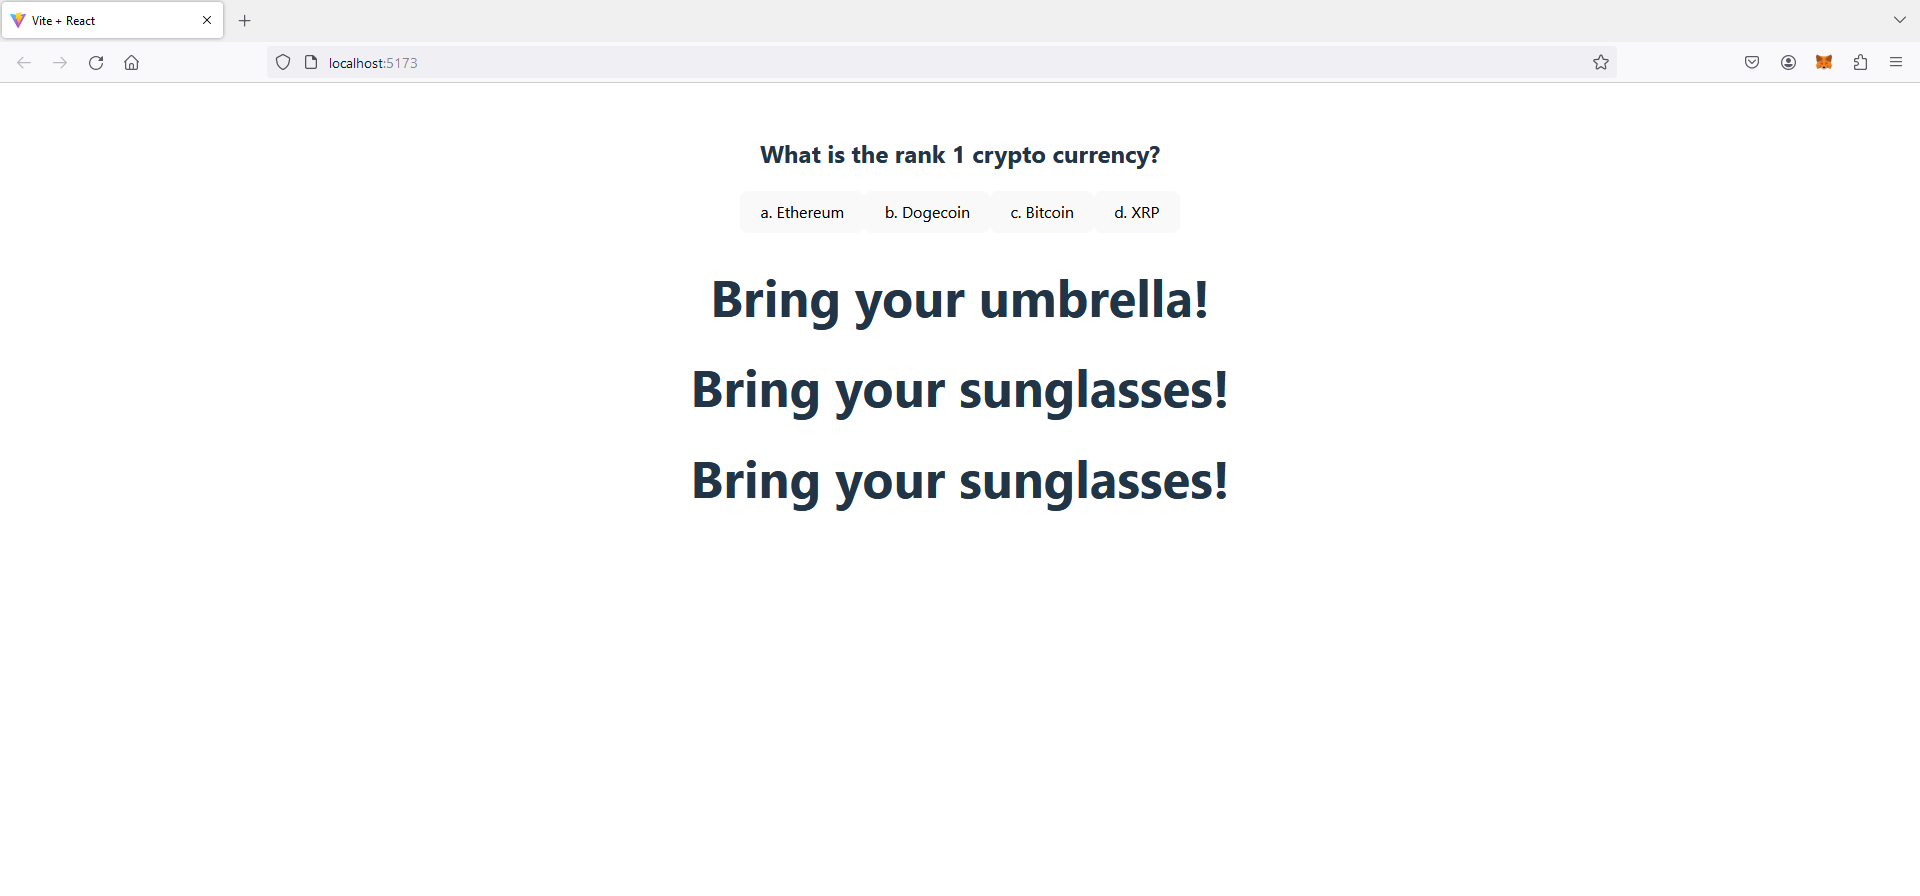 Vite + React
localhost:5173
What is the rank 1 crypto currency?
a. Ethereum b. Dogecoin c. Bitcoin d. XRP
Bring your umbrella!
Bring your sunglasses!
Bring your sunglasses!